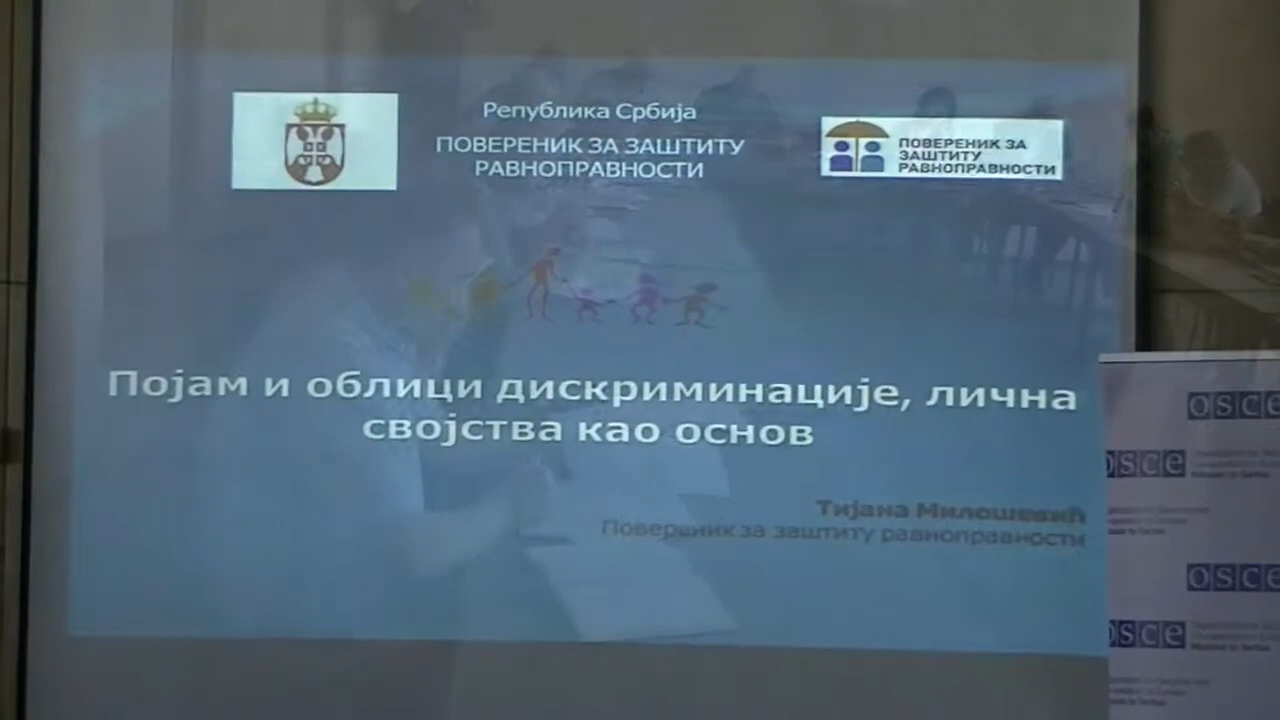 Република Србија
ПОВЕРЕНИК ЗА ЗАШТИТУ
РАВНОПРАВНОСТИ
ПОВЕРЕНИК ЗА
ЗАШТИТУ
РАВНОПРАВНОСТИ
Појам и облици дискриминације, лична
својства као основ
Тијана Милошевић
Повереник за заштиту равноправности
osce
osce
osce
osce